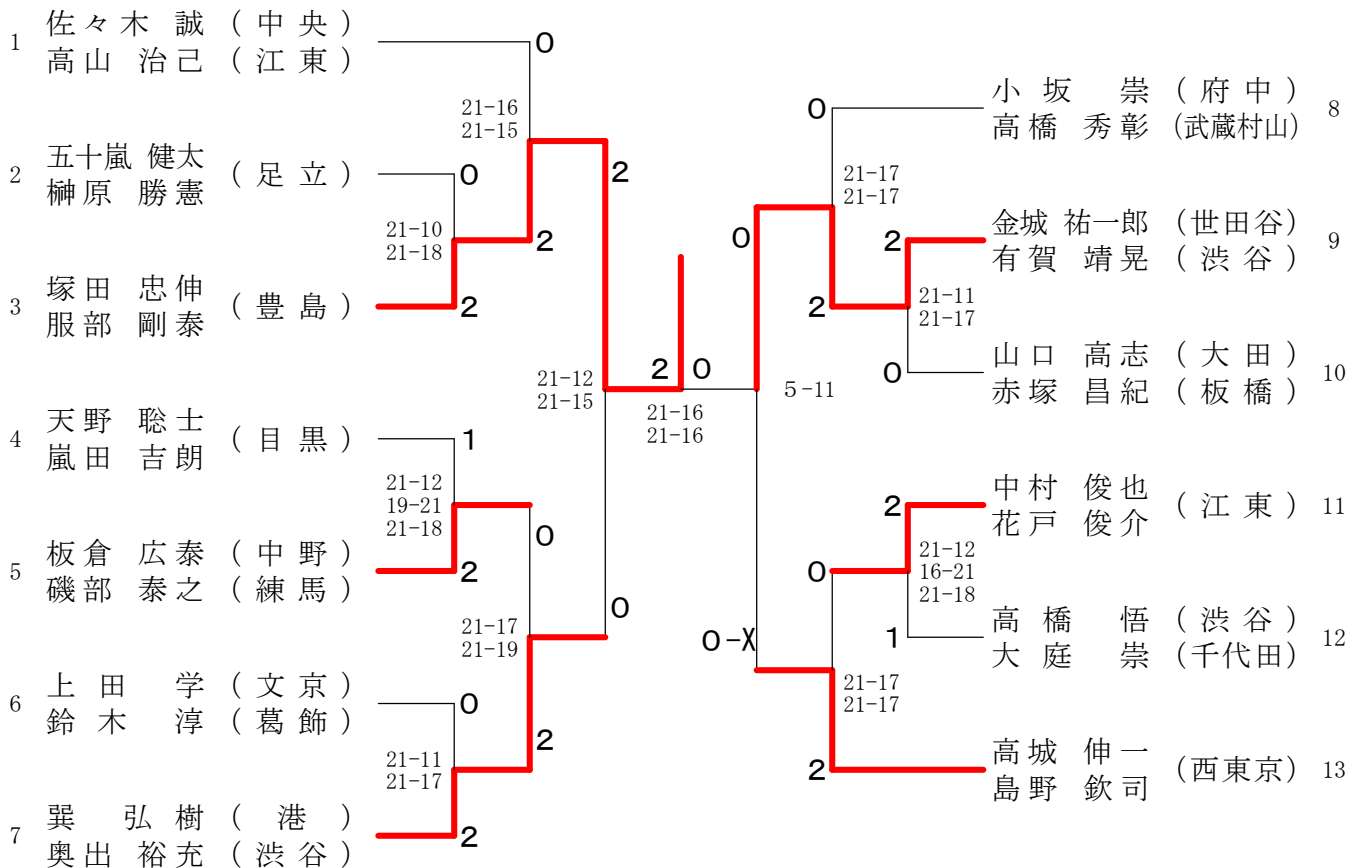 1
佐々木 誠 （ 中 央 ）
高山 治己 （ 江 東 ）
0
21-16
21-15
2
五十嵐 健太
榊原 勝憲
（ 足 立 ）
0
21-10
21-18
2
2
3
塚田 忠伸
服部 剛泰
（ 豊 島 ）
2
21-12
21-15
4
天野 聡士
嵐田 吉朗
（ 目 黒 ）
1
21-12
19-21
21-18
0
5
板倉 広泰 （ 中 野 ）
磯部 泰之 （ 練 馬 ）
2
21-17
21-19
0
6
上田 学 （ 文 京 ）
鈴木 淳 （ 葛 飾 ）
0
21-11
21-17
2
7
巽 弘樹 （ 港 ）
奥出 裕充 （ 渋 谷 ）
2
2 0
21-16
21-16
0
小坂 崇 （ 府 中 ）
高橋 秀彰 （武蔵村山）
8
21-17
21-17
0
2
金城 祐一郎 （世田谷）
有賀 靖晃 （ 渋 谷 ）
9
2
21-11
21-17
0
山口 高志 （ 大 田 ）
赤塚 昌紀 （ 板 橋 ）
10
5-11
2
中村 俊也
花戸 俊介
（ 江 東 ）
11
0
21-12
16-21
21-18
1
高橋 悟 （ 渋 谷 ）
大庭 崇 （千代田）
12
0-X
21-17
21-17
2
高城 伸一
島野 欽司
（西東京）
13